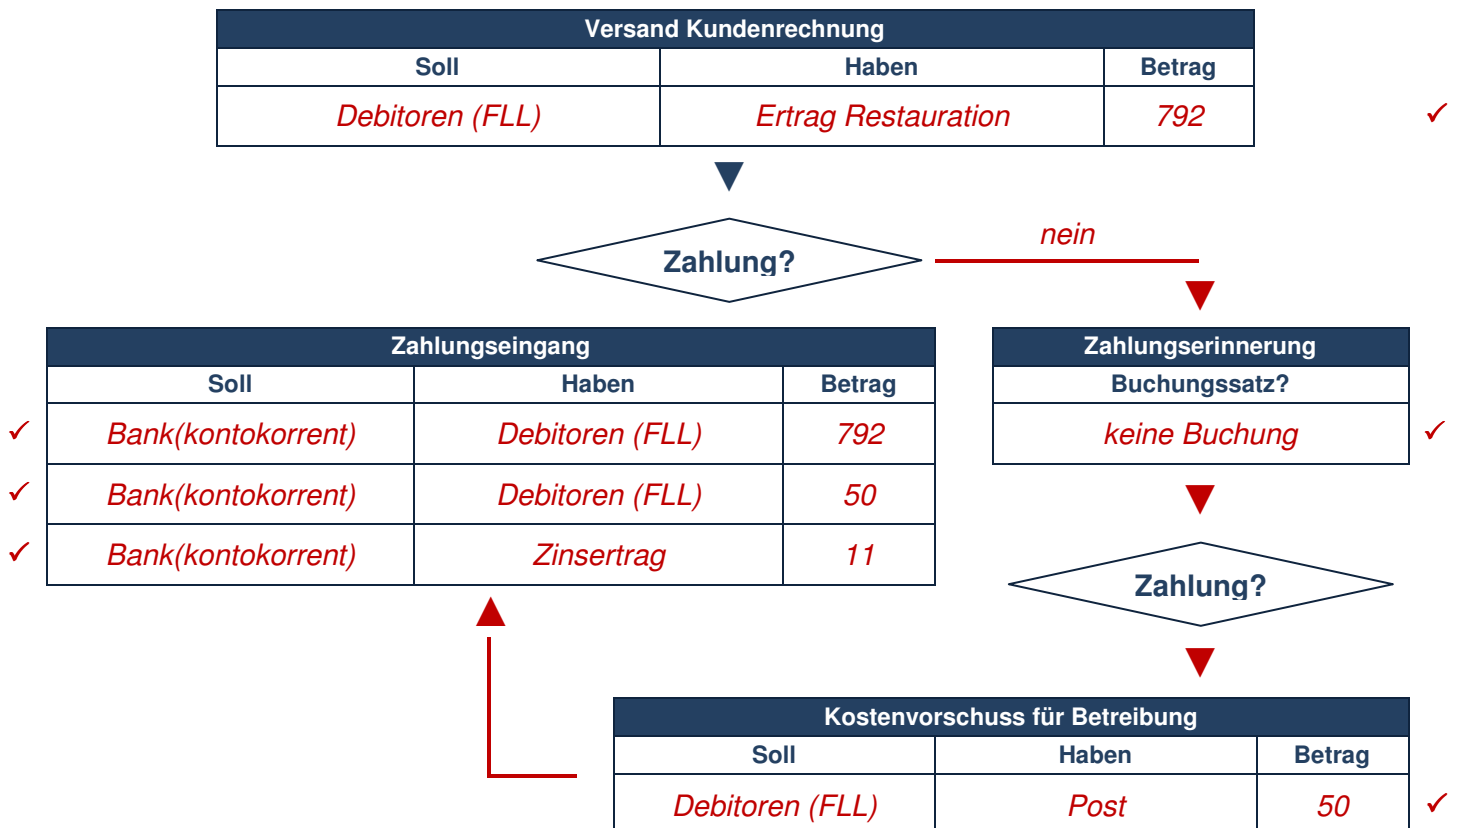 Versand Kundenrechnung
Soll Haben Betrag
Debitoren (FLL) Ertrag Restauration 792 ✓
Zahlung?
nein
Zahlungseingang
Soll Haben Betrag
✓ Bank(kontokorrent) Debitoren (FLL) 792
✓ Bank(kontokorrent) Debitoren (FLL) 50
✓ Bank(kontokorrent) Zinsertrag 11
Zahlungserinnerung
Buchungssatz?
keine Buchung ✓
Zahlung?
Kostenvorschuss für Betreibung
Soll Haben Betrag
Debitoren (FLL) Post 50 ✓